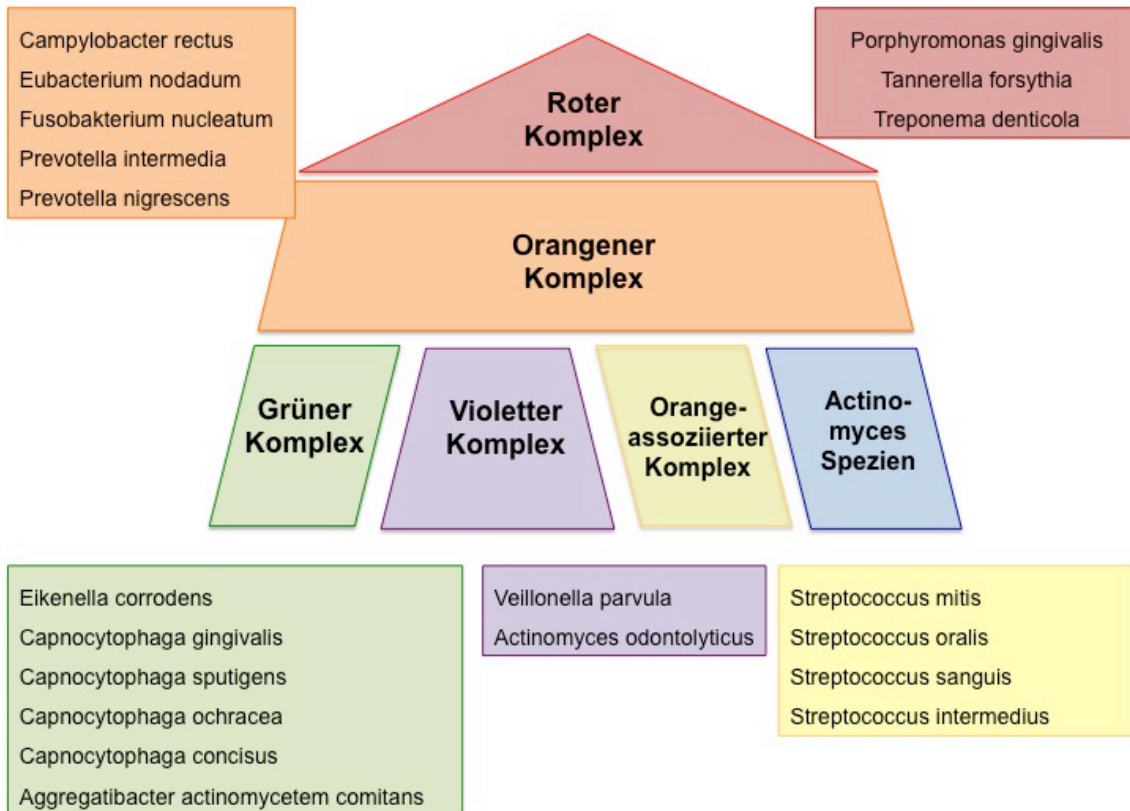 Campylobacter rectus
Eubacterium nodadum
Fusobakterium nucleatum
Prevotella intermedia
Prevotella nigrescens
Roter
Komplex
Porphyromonas gingivalis
Tannerella forsythia
Treponema denticola
Orangener
Komplex
Grüner
Komplex
Violetter
Komplex
Orange-
assoziierter
Komplex
Actino-
myces
Spezien
Eikenella corrodens
Capnocytophaga gingivalis
Capnocytophaga sputigens
Capnocytophaga ochracea
Capnocytophaga concisus
Aggregatibacter actinomycetem comitans
Veillonella parvula
Actinomyces odontolyticus
Streptococcus mitis
Streptococcus oralis
Streptococcus sanguis
Streptococcus intermedius